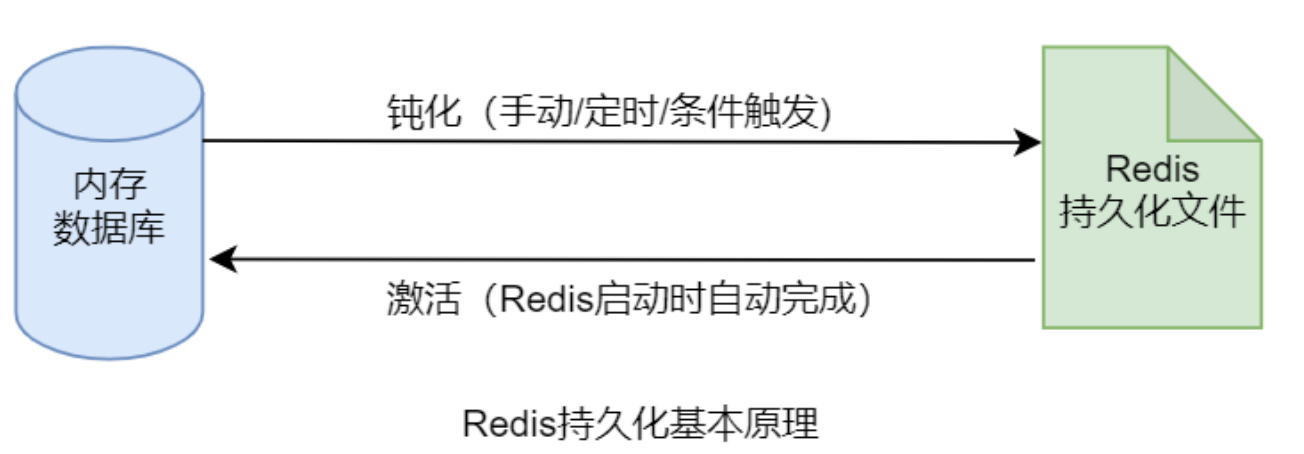 钝化（手动/定时/条件触发)
内存
数据库
Redis
持久化文件
激活（Redis启动时自动完成）
Redis持久化基本原理